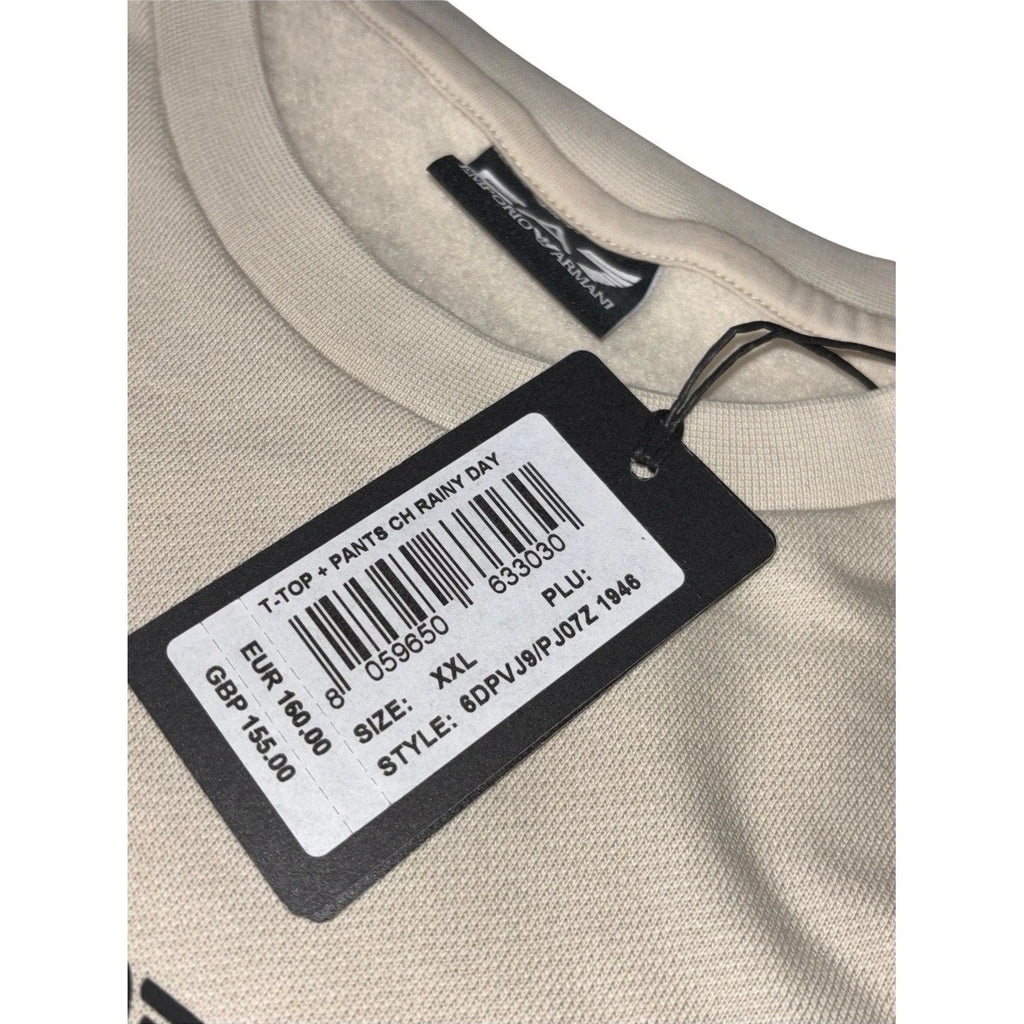 EA7
EMPORIO ARMANI
T-TOP + PANTS CH RAINY DAY
8 059650 633030
PLU:
SIZE: XXL
STYLE: 6DPVJ9/PJ07Z 1946
EUR 160.00
GBP 155.00